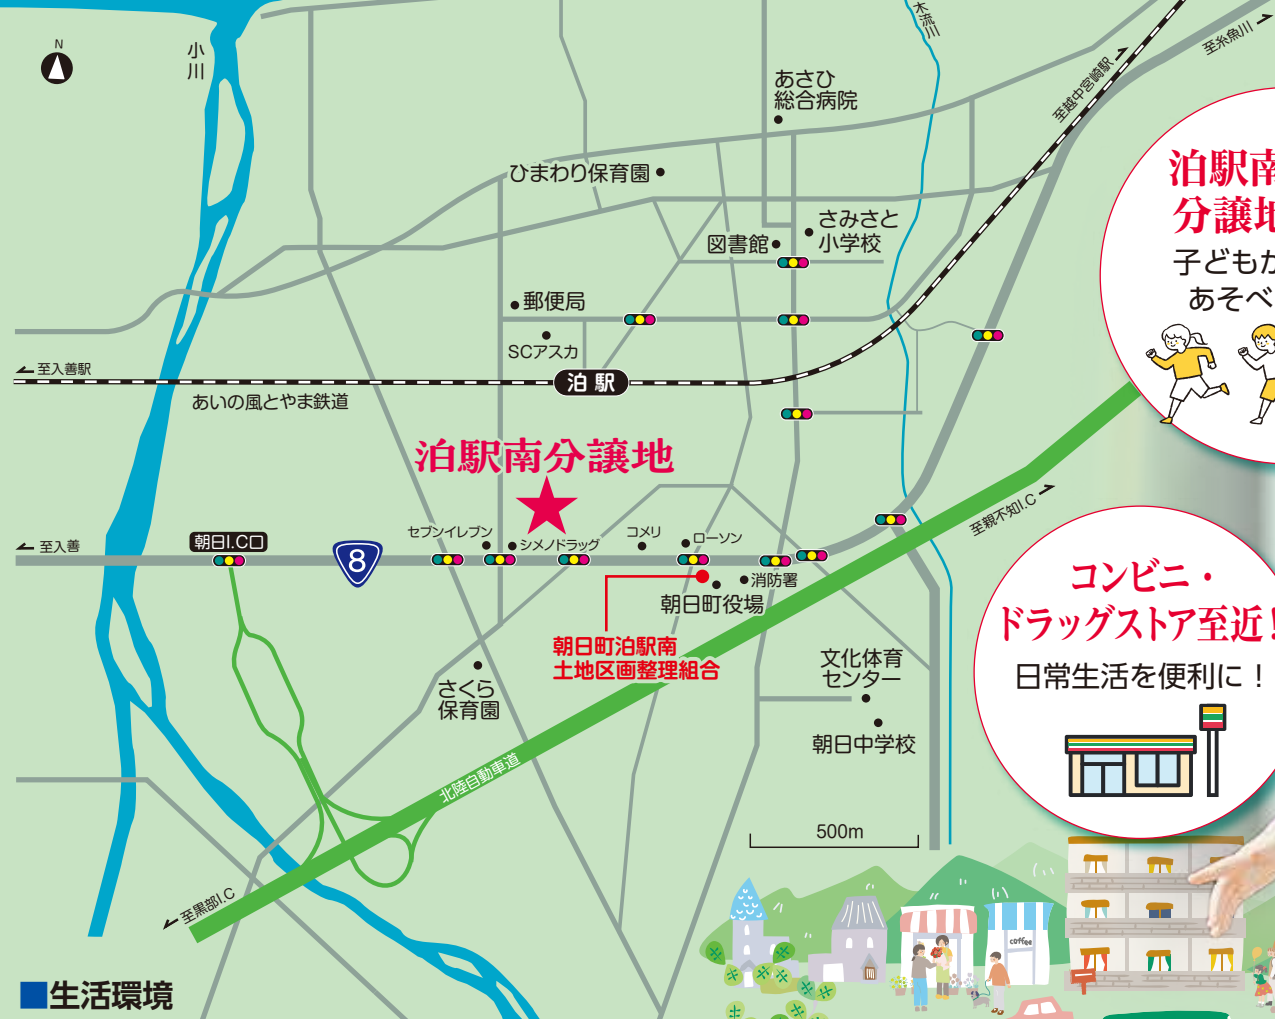 N
小川
木流川
至糸魚川
至越中宮崎駅
あさひ
総合病院
ひまわり保育園
泊駅南
分譲地
子どもが
あそべ
図書館
さみさと
小学校
郵便局
SCアスカ
至入善駅
泊駅
あいの風とやま鉄道
泊駅南分譲地
至親不知I.C
至入善
朝日I.C口
8
セブンイレブン
シメノドラッグ
コメリ
ローソン
消防署
朝日町役場
朝日町泊駅南
土地区画整理組合
コンビニ・
ドラッグストア至近!
日常生活を便利に！
さくら
保育園
文化体育
センター
朝日中学校
北陸自動車道
500m
至黒部I.C
coffee
■生活環境